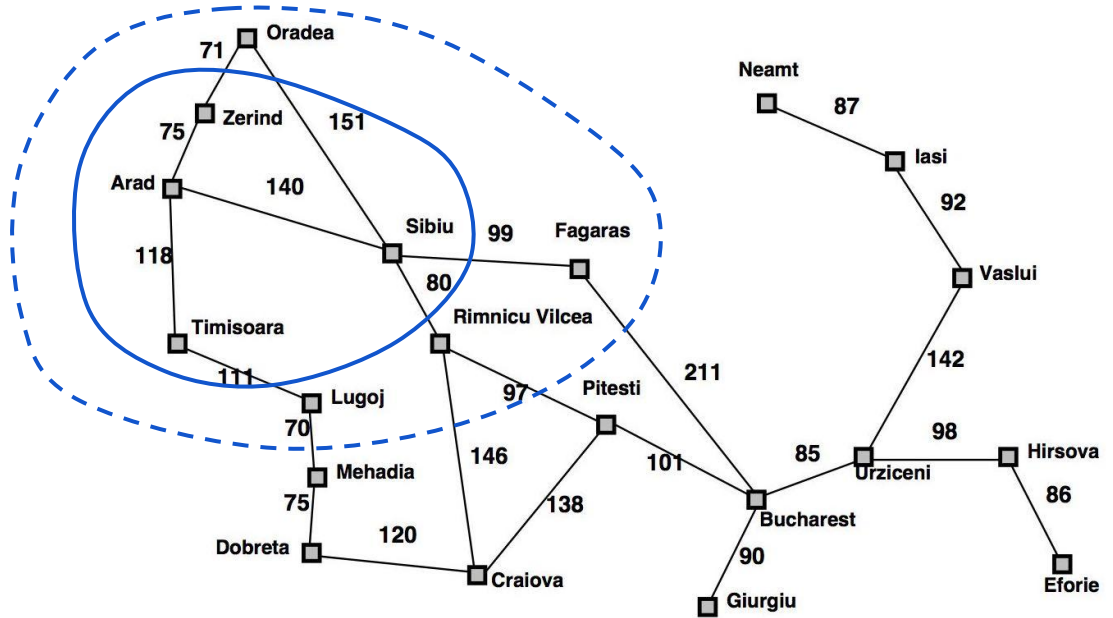 Oradea
71
Neamt
87
Zerind
151
75
Iasi
Arad
140
92
Sibiu
99
Fagaras
118
80
Vaslui
Timisoara
Rimnicu Vilcea
142
111
211
97
Pitesti
Lugoj
70
146
101
85
98
Hirsova
Mehadia
Urziceni
75
138
86
Bucharest
Dobreta
120
90
Craiova
Eforie
Giurgiu